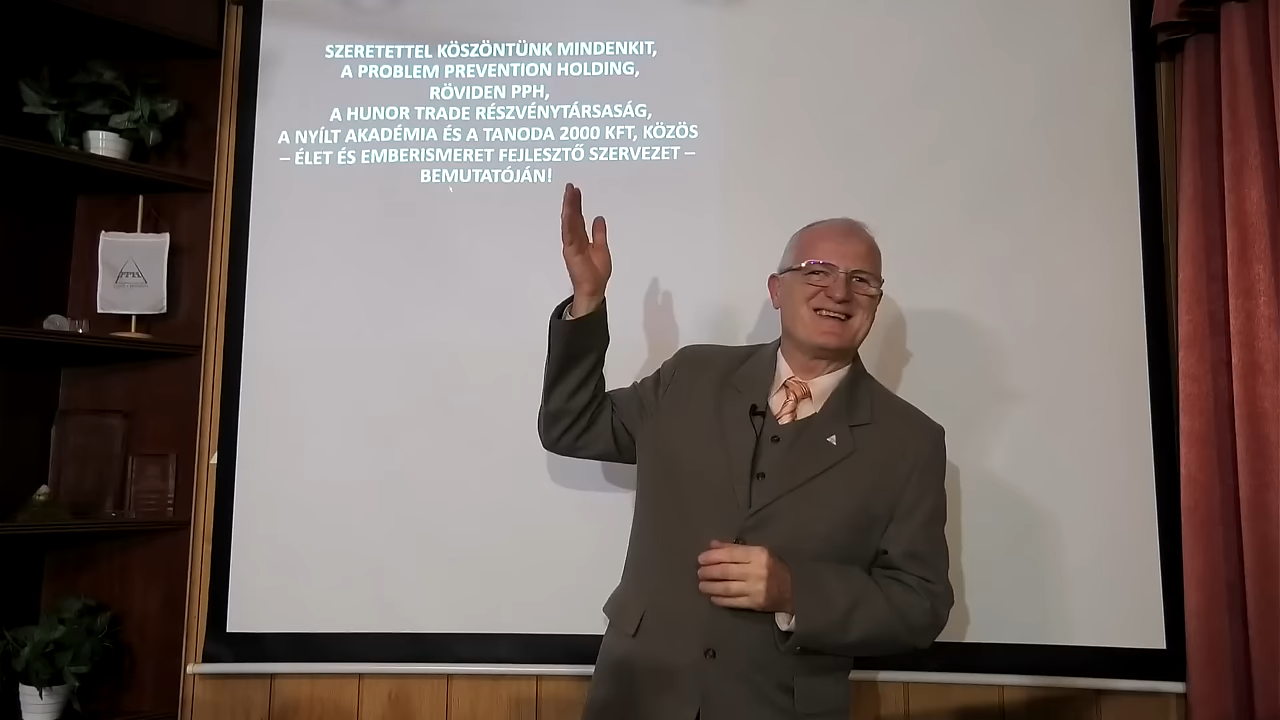 SZERETETTEL KÖSZÖNTÜNK MINDENKIT,
A PROBLEM PREVENTION HOLDING,
RÖVIDEN PPH,
A HUNOR TRADE RÉSZVÉNYTÁRSASÁG,
A NYÍLT AKADÉMIA ÉS A TANODA 2000 KFT, KÖZÖS
– ÉLET ÉS EMBERISMERET FEJLESZTŐ SZERVEZET –
BEMUTATÓJÁN!